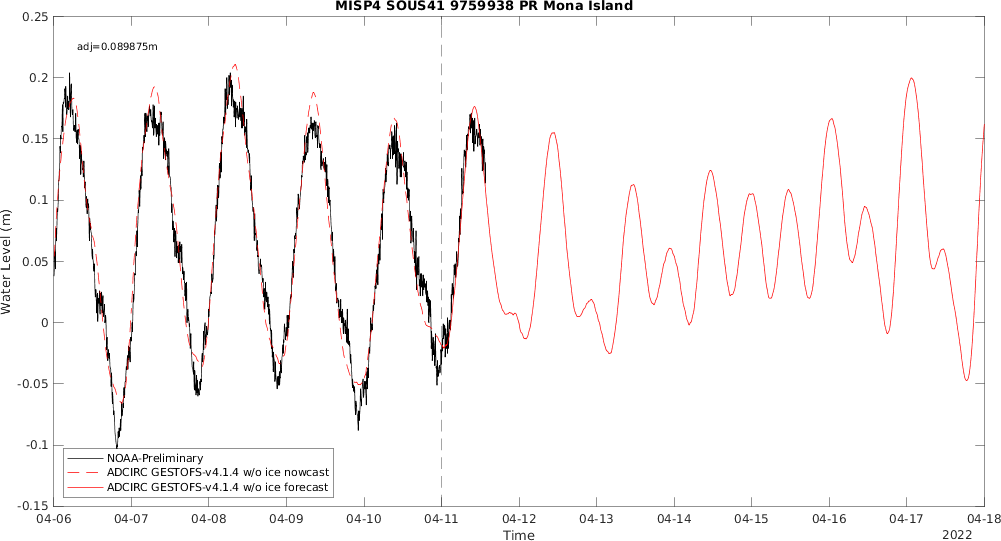 MISP4 SOUS41 9759938 PR Mona Island
adj=0.089875m
Water Level (m)
0.25
0.2
0.15
0.1
0.05
0
-0.05
-0.1
-0.15
NOAA-Preliminary
ADCIRC GESTOFS-v4.1.4 w/o ice nowcast
ADCIRC GESTOFS-v4.1.4 w/o ice forecast
04-06 04-07 04-08 04-09 04-10 04-11 04-12 04-13 04-14 04-15 04-16 04-17 04-18
Time
2022